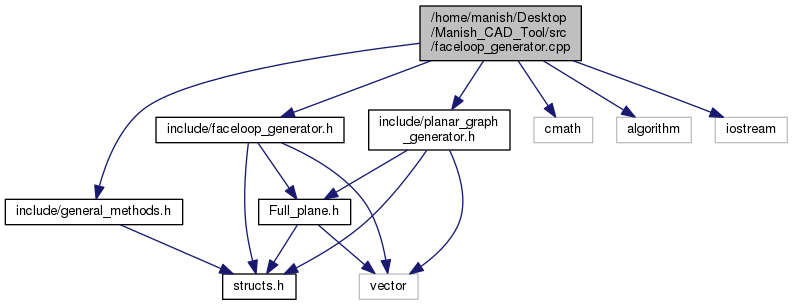 /home/manish/Desktop
/Manish_CAD_Tool/src
/faceloop_generator.cpp
include/faceloop_generator.h
include/planar_graph
_generator.h
cmath
algorithm
iostream
include/general_methods.h
Full_plane.h
structs.h
vector